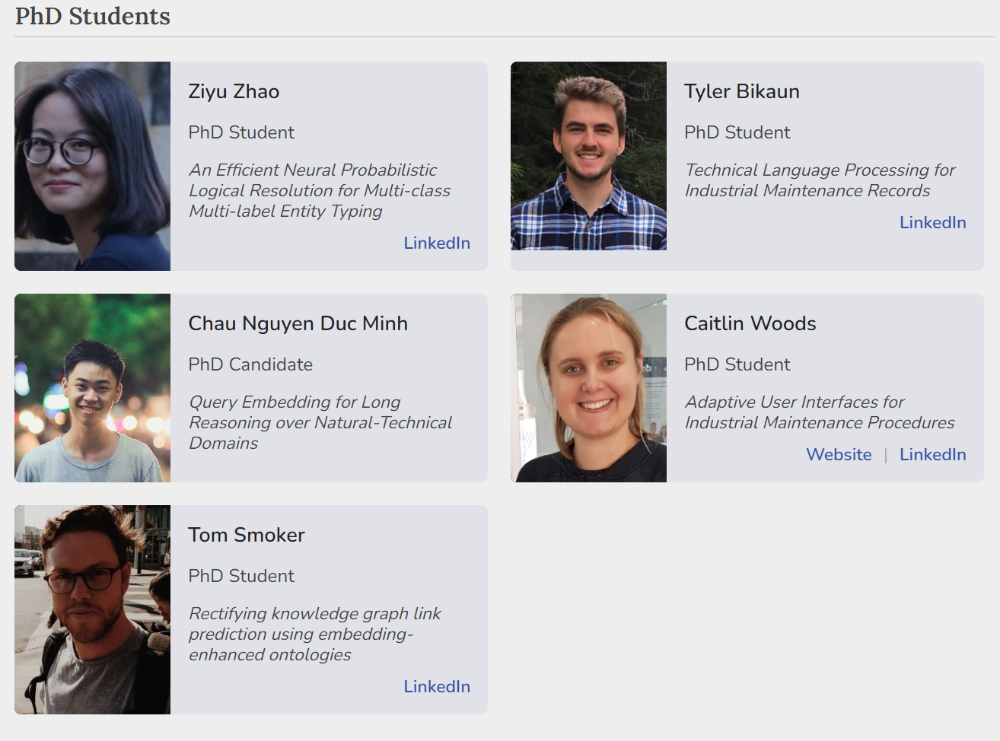 PhD Students
Ziyu Zhao
PhD Student
An Efficient Neural Probabilistic
Logical Resolution for Multi-class
Multi-label Entity Typing
LinkedIn
Tyler Bikaun
PhD Student
Technical Language Processing for
Industrial Maintenance Records
LinkedIn
Chau Nguyen Duc Minh
PhD Candidate
Query Embedding for Long
Reasoning over Natural-Technical
Domains
Caitlin Woods
PhD Student
Adaptive User Interfaces for
Industrial Maintenance Procedures
Website | LinkedIn
Tom Smoker
PhD Student
Rectifying knowledge graph link
prediction using embedding-
enhanced ontologies
LinkedIn